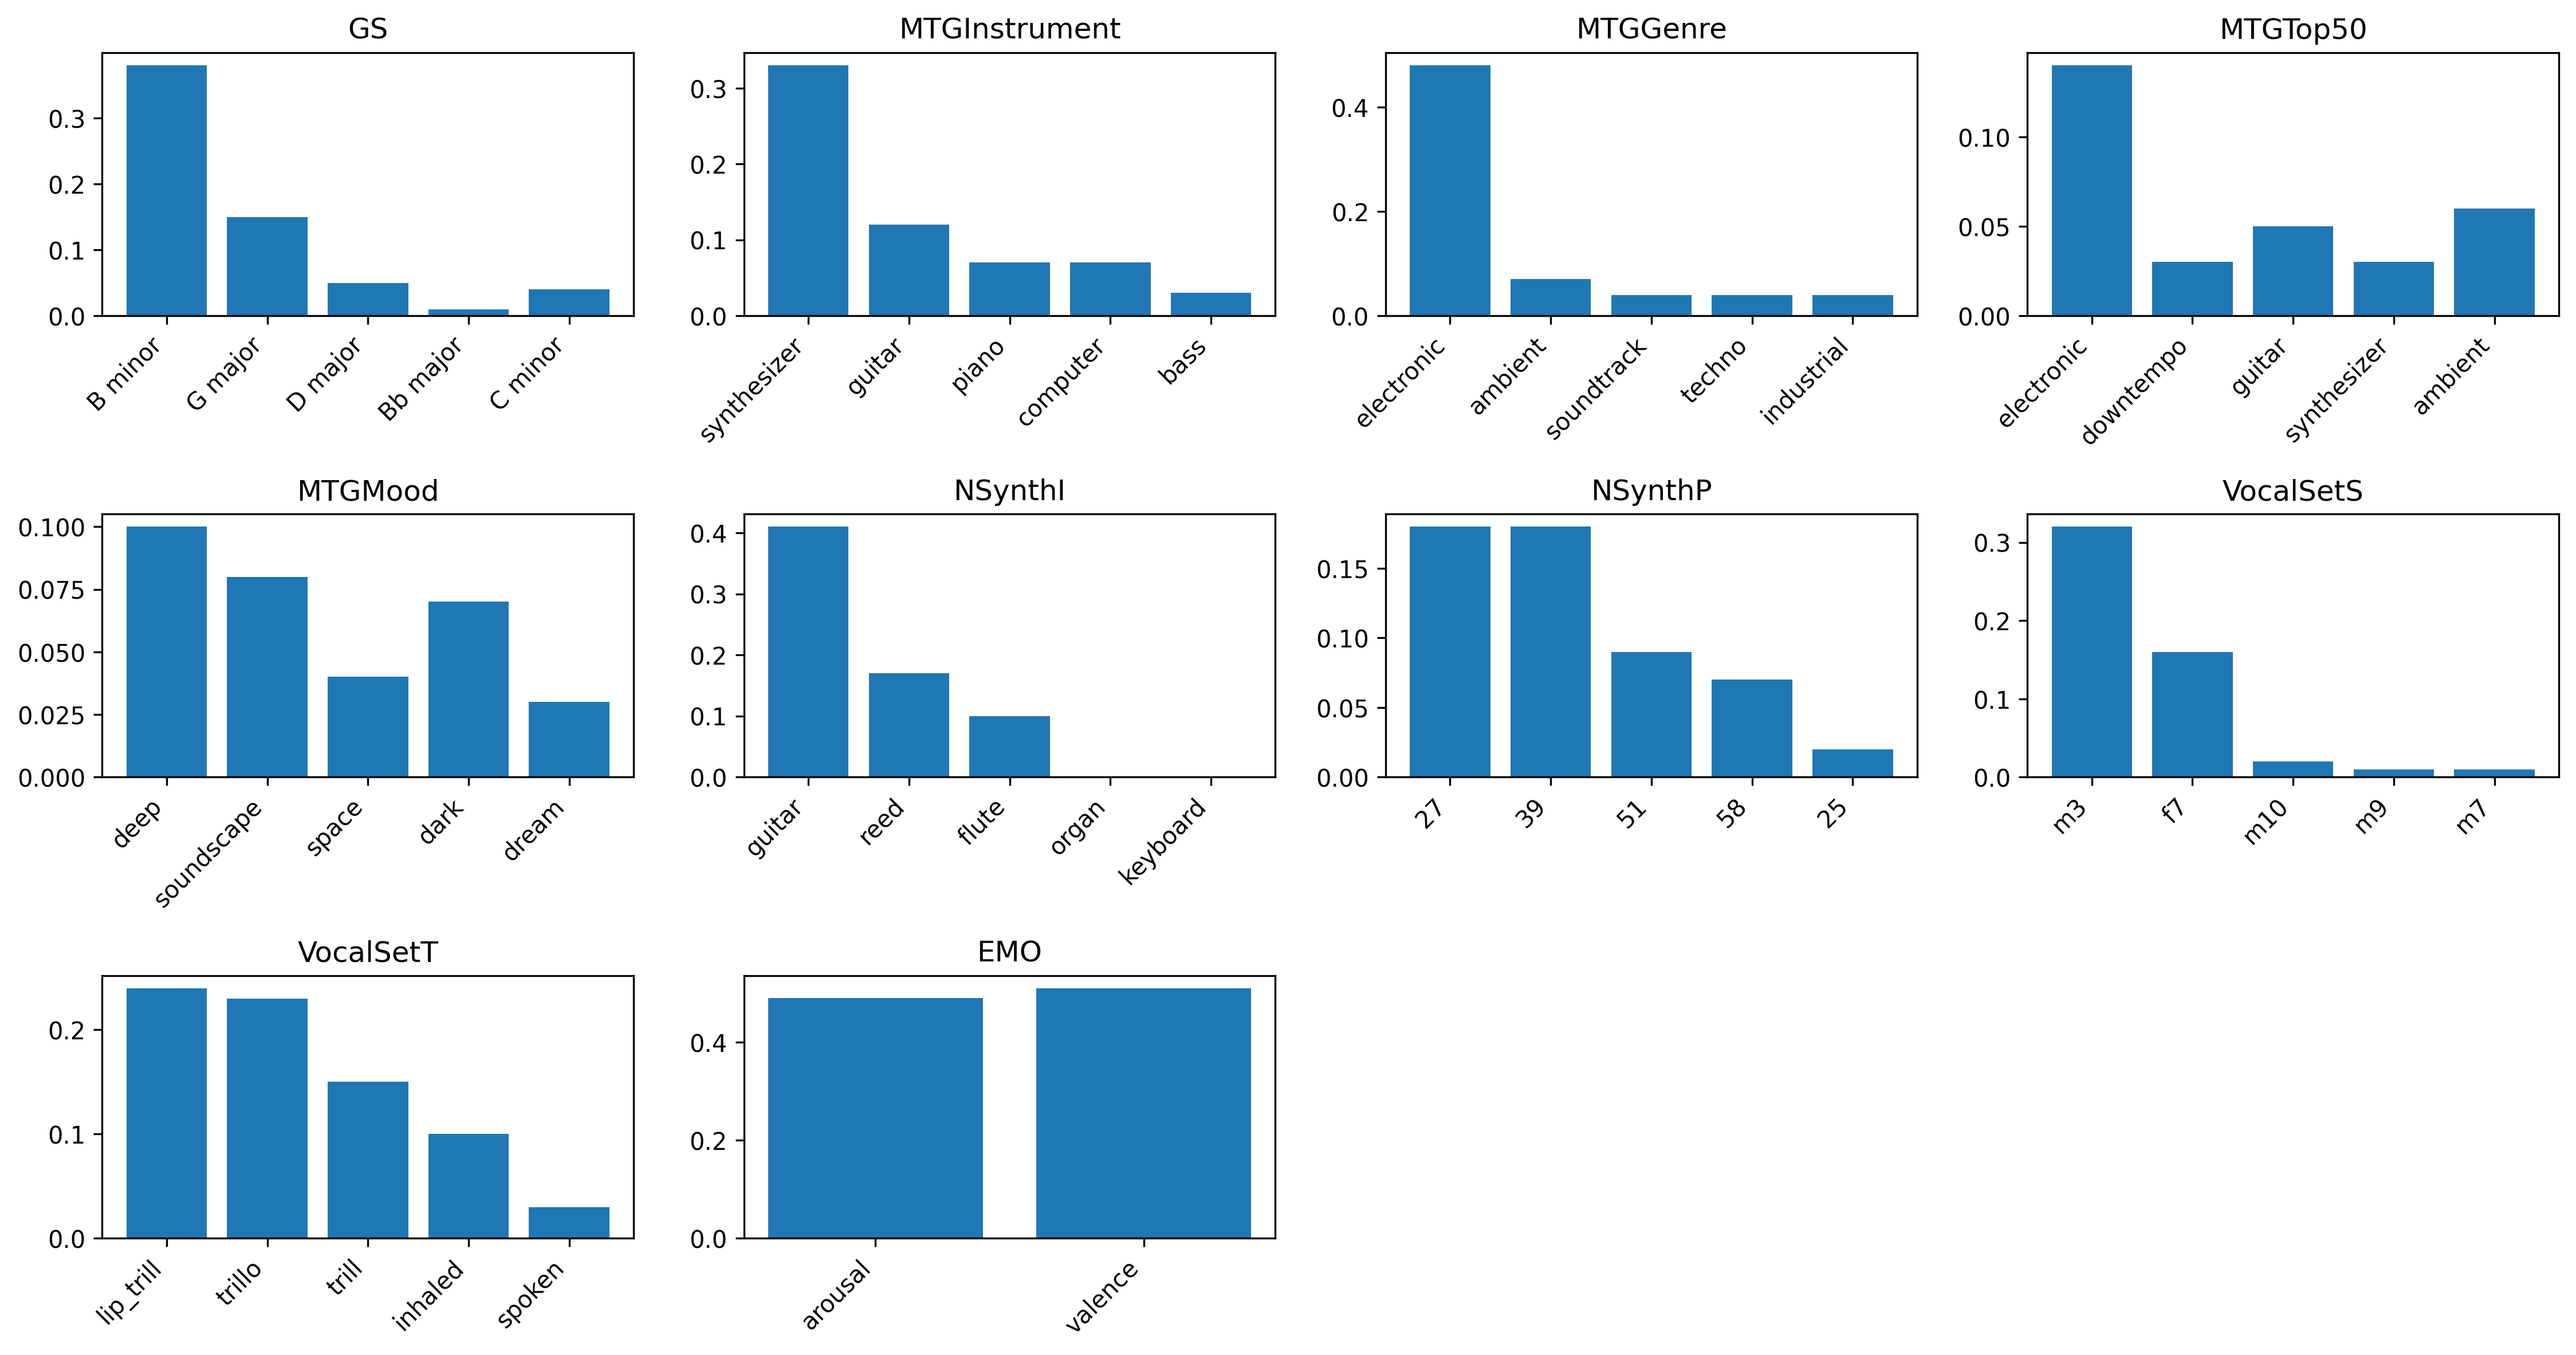 GS
0.3
0.2
0.1
0.0
B minor
G major
D major
Bb major
C minor
MTGInstrument
0.3
0.2
0.1
0.0
synthesizer
guitar
piano
computer
bass
MTGGenre
0.4
0.2
0.0
electronic
ambient
soundtrack
techno
industrial
MTGTop50
0.10
0.05
0.00
electronic
downtempo
guitar
synthesizer
ambient
MTGMood
0.100
0.075
0.050
0.025
0.000
deep
soundscape
space
dark
dream
NSynthI
0.4
0.3
0.2
0.1
0.0
guitar
reed
flute
organ
keyboard
NSynthP
0.15
0.10
0.05
0.00
27
39
51
58
25
VocalSetS
0.3
0.2
0.1
0.0
m3
f7
m10
m9
m7
VocalSetT
0.2
0.1
0.0
lip_trill
trillo
trill
inhaled
spoken
EMO
0.4
0.2
0.0
arousal
valence